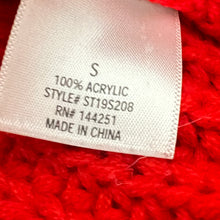 S
100% ACRYLIC
STYLE# ST19S208
RN# 144251
MADE IN CHINA